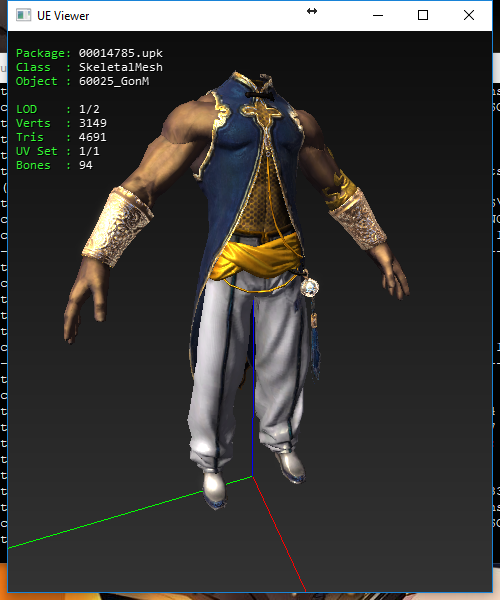 UE Viewer
Package: 00014785.upk
Class : SkeletalMesh
Object : 60025_GonM
LOD : 1/2
Verts : 3149
Tris : 4691
UV Set : 1/1
Bones : 94